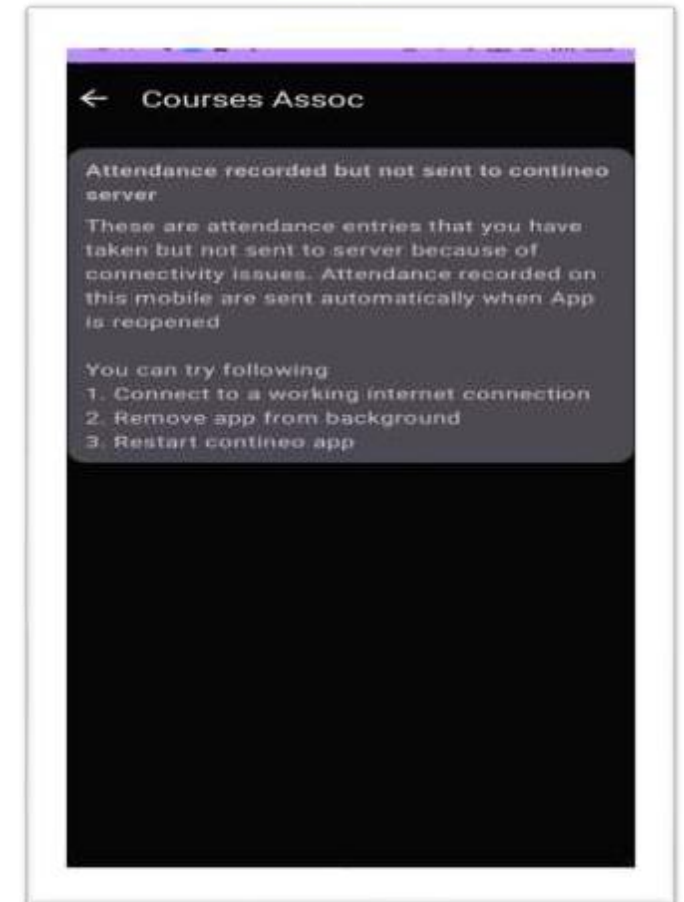 ← Courses Assoc
Attendance recorded but not sent to contineo
server
These are attendance entries that you have
taken but not sent to server because of
connectivity issues. Attendance recorded on
this mobile are sent automatically when App
is reopened
You can try following
1. Connect to a working internet connection
2. Remove app from background
3. Restart contineo app